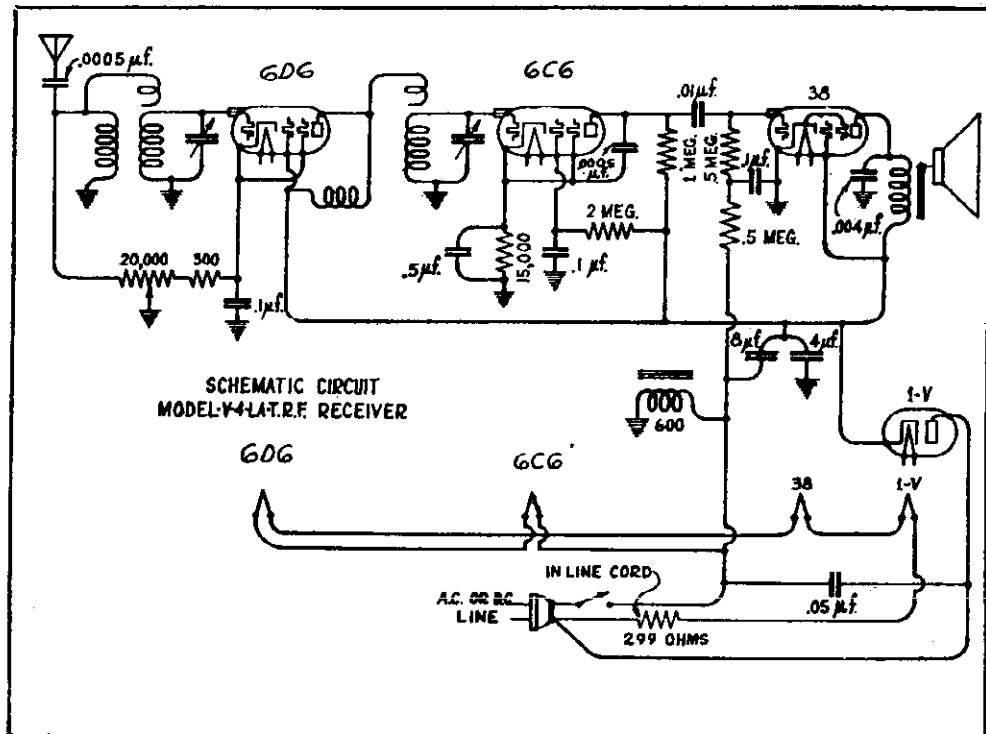 .0005 µf.
6D6
6C6
38
.01µf.
.0005 µf.
1 MEG.
.5 MEG.
.1µf.
.004µf.
2 MEG.
.5 MEG.
20,000
300
.1µf.
.5µf.
15,000
.1 µf.
8µf.
4µf.
SCHEMATIC CIRCUIT
MODEL-V-4-LA-T.R.F. RECEIVER
600
1-V
6D6
6C6
38
1-V
IN LINE CORD
A.C. OR D.C.
LINE
299 OHMS
.05 µf.